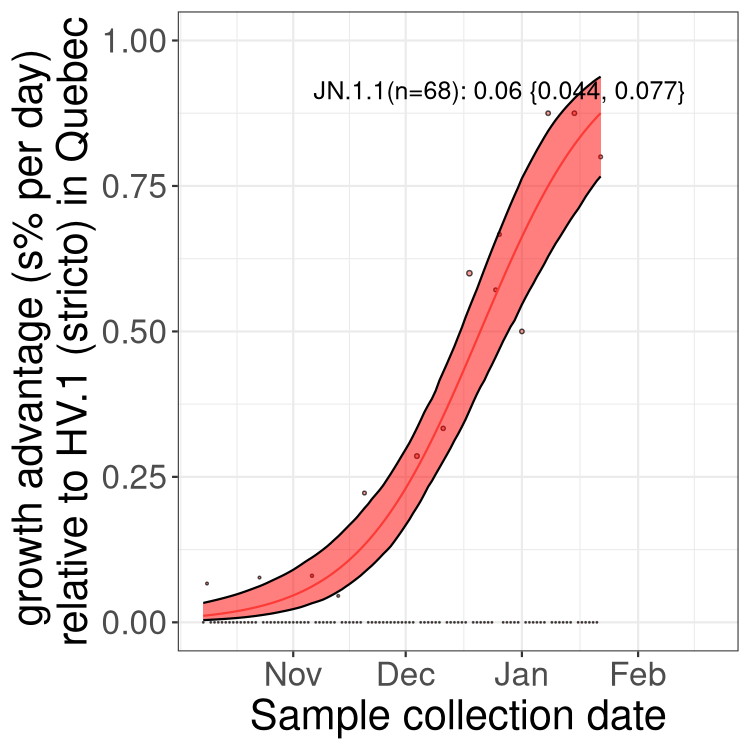 growth advantage (s% per day)
relative to HV.1 (stricto) in Quebec
1.00
0.75
0.50
0.25
0.00
JN.1.1(n=68): 0.06 {0.044, 0.077}
Nov
Dec
Jan
Feb
Sample collection date